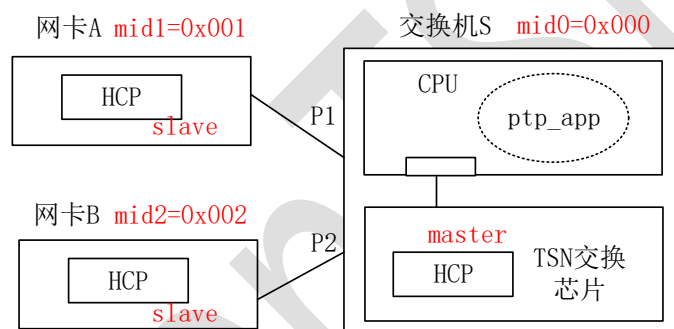 网卡A mid1=0x001
HCP
slave
P1
交换机S mid0=0x000
CPU
ptp_app
网卡B mid2=0x002
HCP
slave
P2
master
HCP
TSN交换
芯片